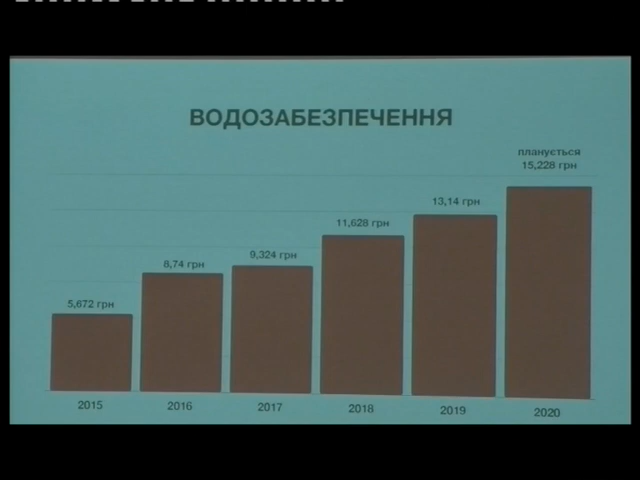 ВОДОЗАБЕЗПЕЧЕННЯ
планується
15,228 грн
13,14 грн
11,628 грн
9,324 грн
8,74 грн
5,672 грн
2015 2016 2017 2018 2019 2020